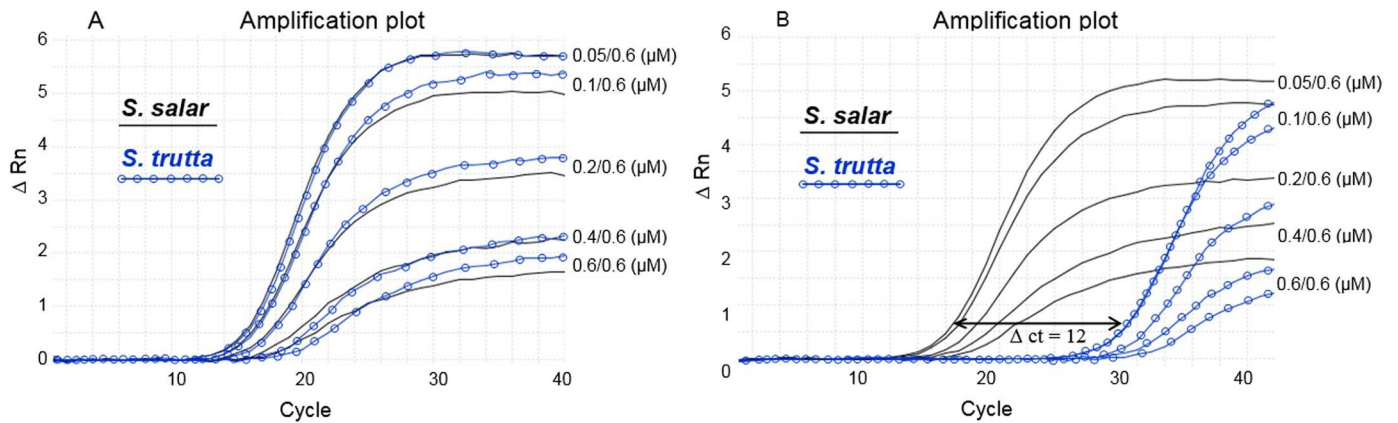 A
Amplification plot
6
5
4
3
2
1
0
Δ Rn
S. salar
S. trutta
0.05/0.6 (µM)
0.1/0.6 (µM)
0.2/0.6 (µM)
0.4/0.6 (µM)
0.6/0.6 (µM)
10
20
30
40
Cycle
B
Amplification plot
6
5
4
3
2
1
0
Δ Rn
S. salar
S. trutta
0.05/0.6 (µM)
0.1/0.6 (µM)
0.2/0.6 (µM)
0.4/0.6 (µM)
0.6/0.6 (µM)
Δ ct = 12
10
20
30
40
Cycle